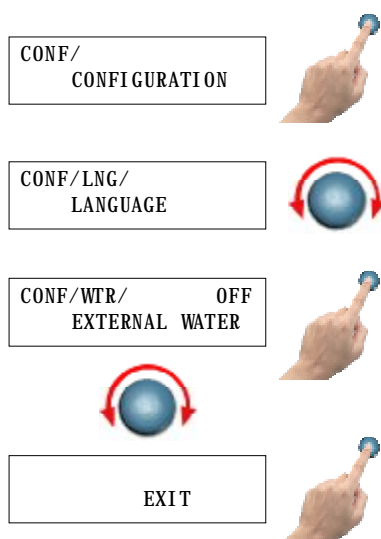 CONF/
CONFIGURATION
CONF/LNG/
LANGUAGE
CONF/WTR/ OFF
EXTERNAL WATER
EXIT